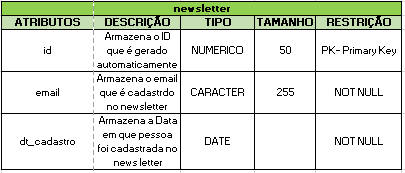 newsletter
ATRIBUTOS DESCRIÇÃO TIPO TAMANHO RESTRIÇÃO
id Armazena o ID que é gerado automaticamente NUMERICO 50 PK- Primary Key
email Armazena o email que é cadastrdo no newsletter CARACTER 255 NOT NULL
dt_cadastro Armazena a Data em que pessoa foi cadastrada no newsletter DATE NOT NULL